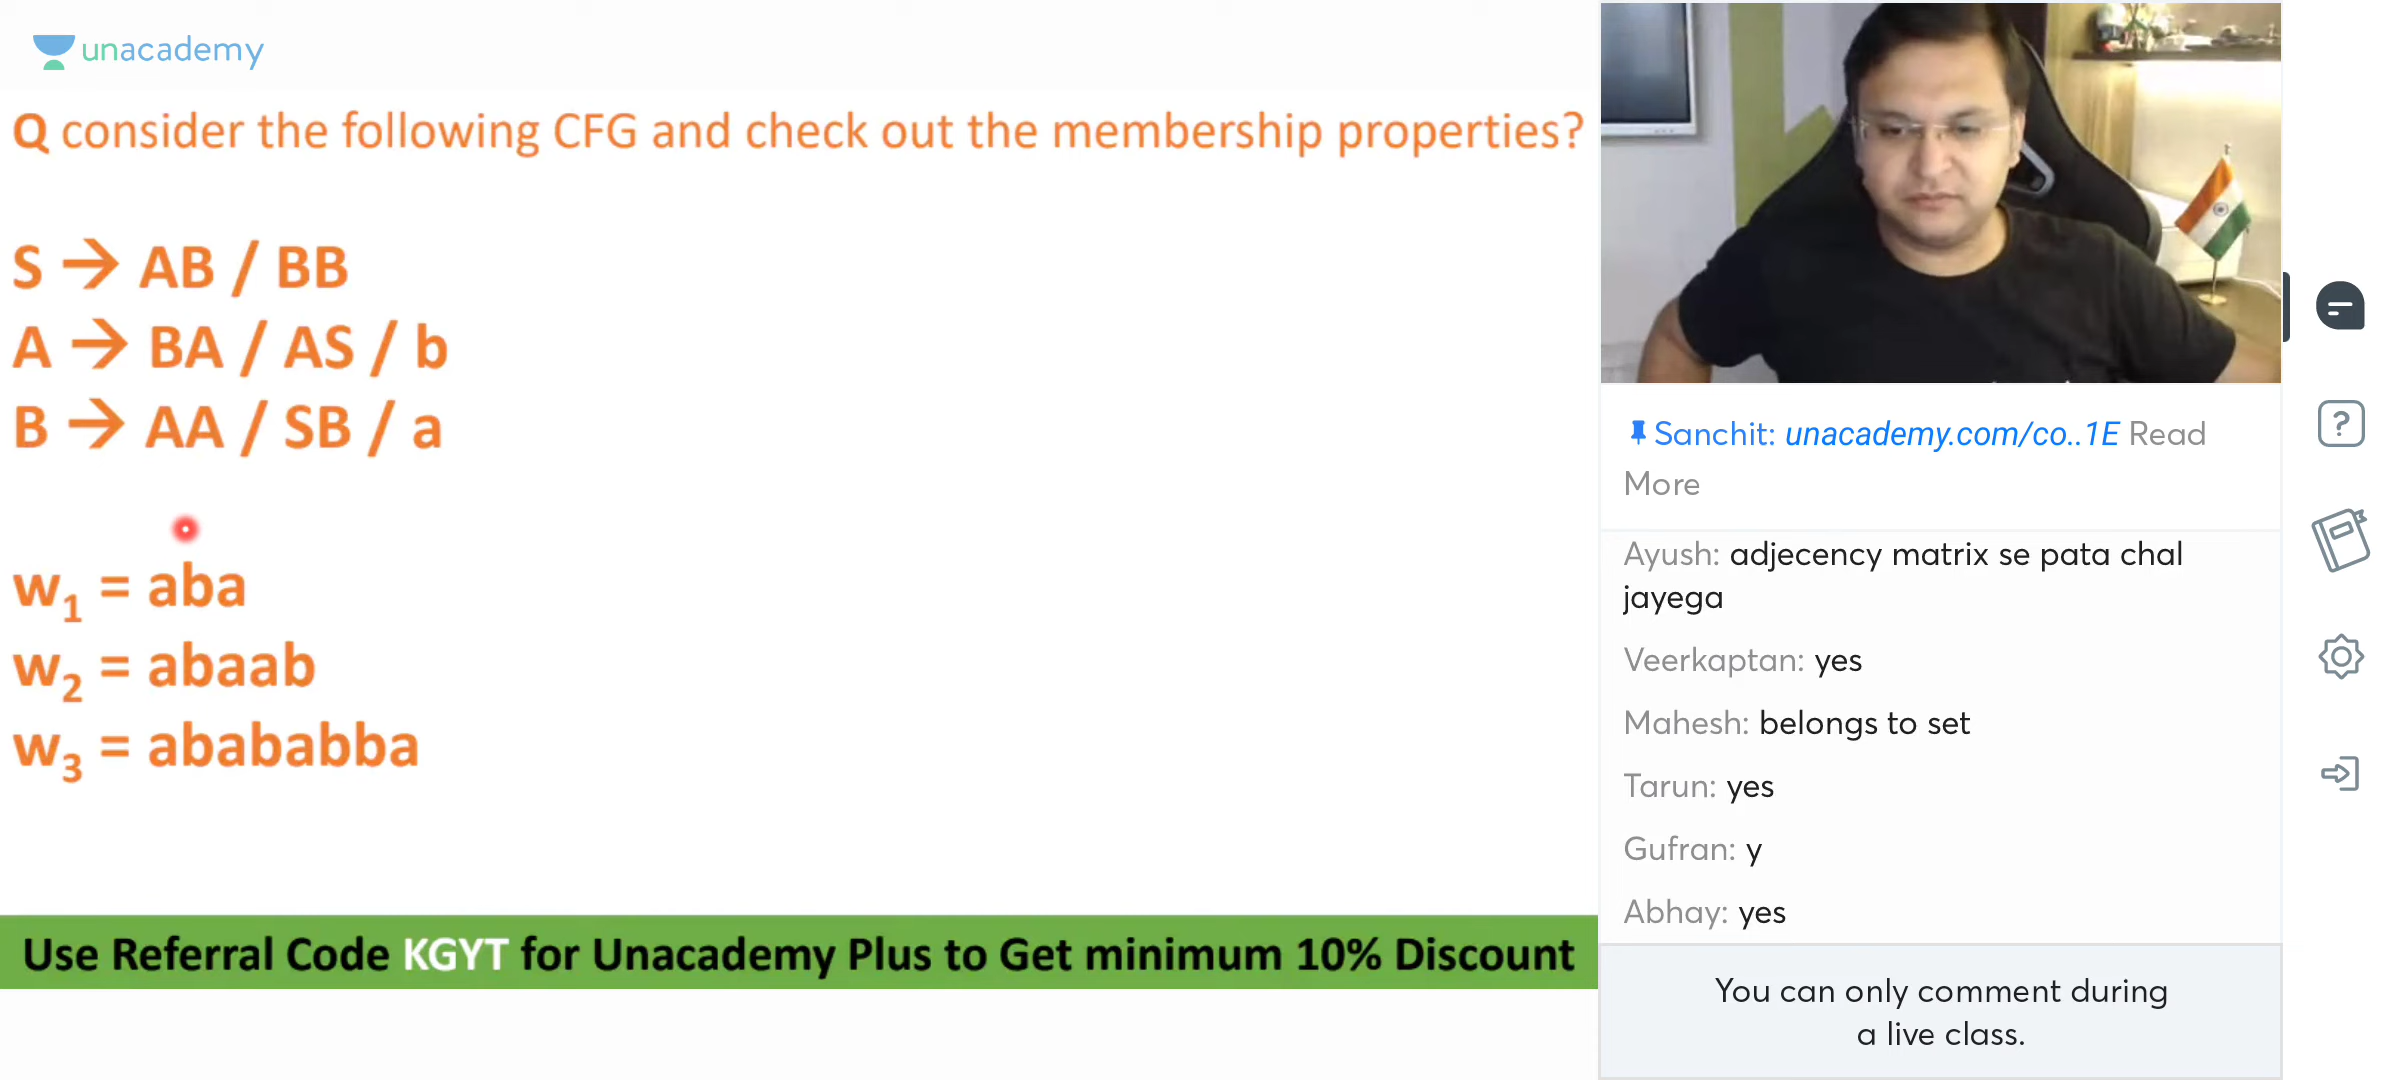 unacademy
Q consider the following CFG and check out the membership properties?
S → AB / BB
A → BA / AS / b
B → AA / SB / a
w₁ = aba
w₂ = abaab
w₃ = abababba
Use Referral Code KGYT for Unacademy Plus to Get minimum 10% Discount
Sanchit: unacademy.com/co..1E Read
More
Ayush: adjecency matrix se pata chal
jayega
Veerkaptan: yes
Mahesh: belongs to set
Tarun: yes
Gufran: y
Abhay: yes
You can only comment during
a live class.
?